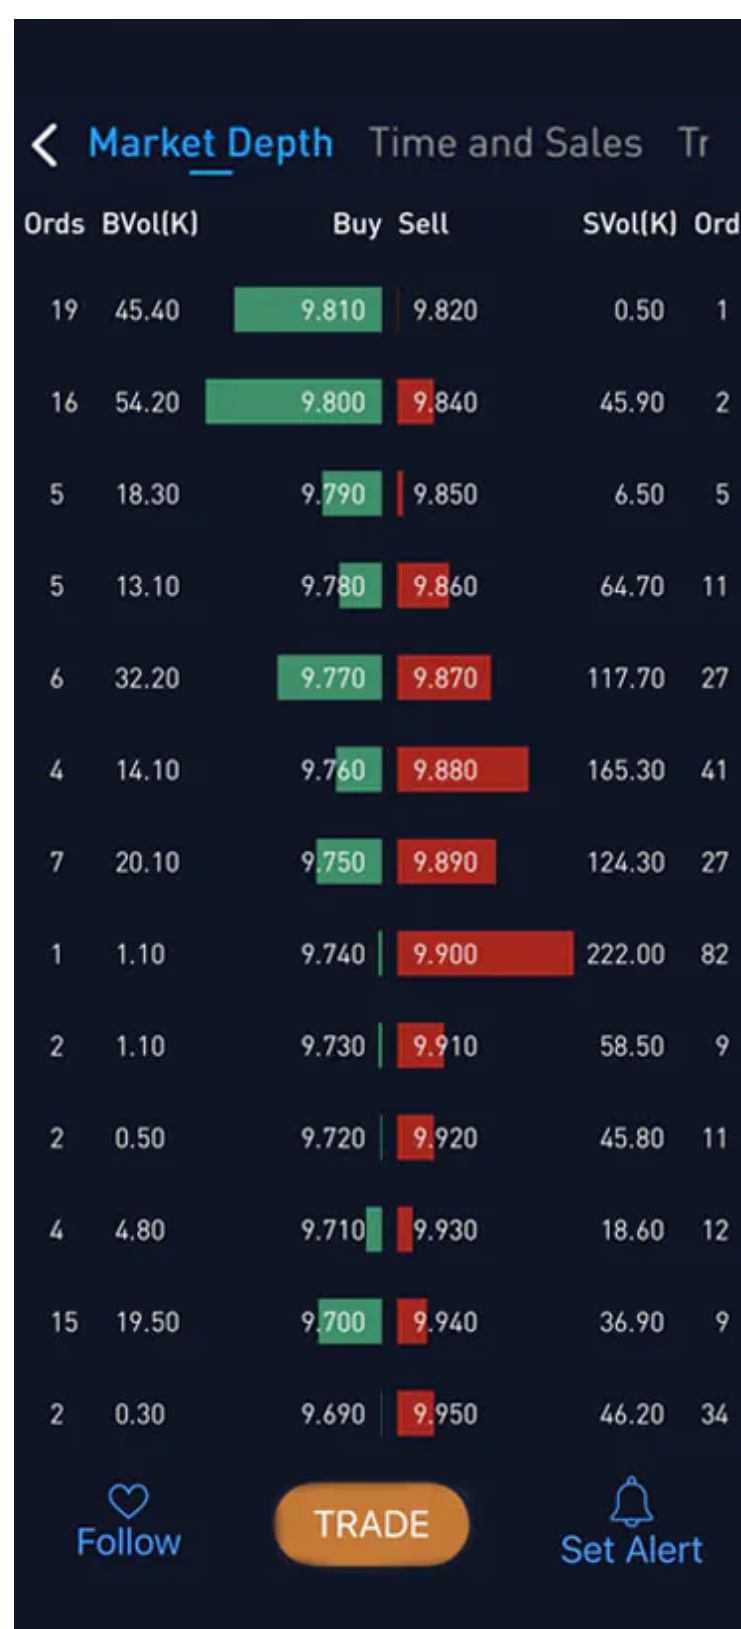 Market Depth Time and Sales Tr
Ords BVol(K) Buy Sell SVol(K) Ord
19 45.40 9.810 9.820 0.50 1
16 54.20 9.800 9.840 45.90 2
5 18.30 9.790 9.850 6.50 5
5 13.10 9.780 9.860 64.70 11
6 32.20 9.770 9.870 117.70 27
4 14.10 9.760 9.880 165.30 41
7 20.10 9.750 9.890 124.30 27
1 1.10 9.740 9.900 222.00 82
2 1.10 9.730 9.910 58.50 9
2 0.50 9.720 9.920 45.80 11
4 4.80 9.710 9.930 18.60 12
15 19.50 9.700 9.940 36.90 9
2 0.30 9.690 9.950 46.20 34
Follow TRADE Set Alert